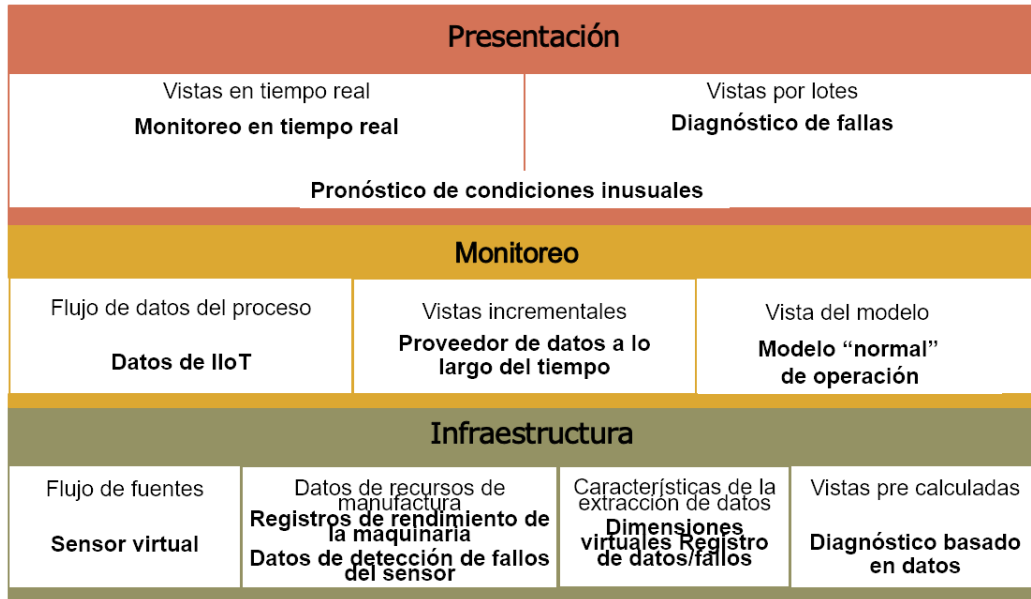 Presentación
Vistas en tiempo real
Monitoreo en tiempo real
Vistas por lotes
Diagnóstico de fallas
Pronóstico de condiciones inusuales
Monitoreo
Flujo de datos del proceso
Datos de IIoT
Vistas incrementales
Proveedor de datos a lo
largo del tiempo
Vista del modelo
Modelo “normal”
de operación
Infraestructura
Flujo de fuentes
Sensor virtual
Datos de recursos de
manufactura
Registros de rendimiento de
la maquinaria
Datos de detección de fallos
del sensor
Características de la
extracción de datos
Dimensiones
virtuales Registro
de datos/fallos
Vistas pre calculadas
Diagnóstico basado
en datos